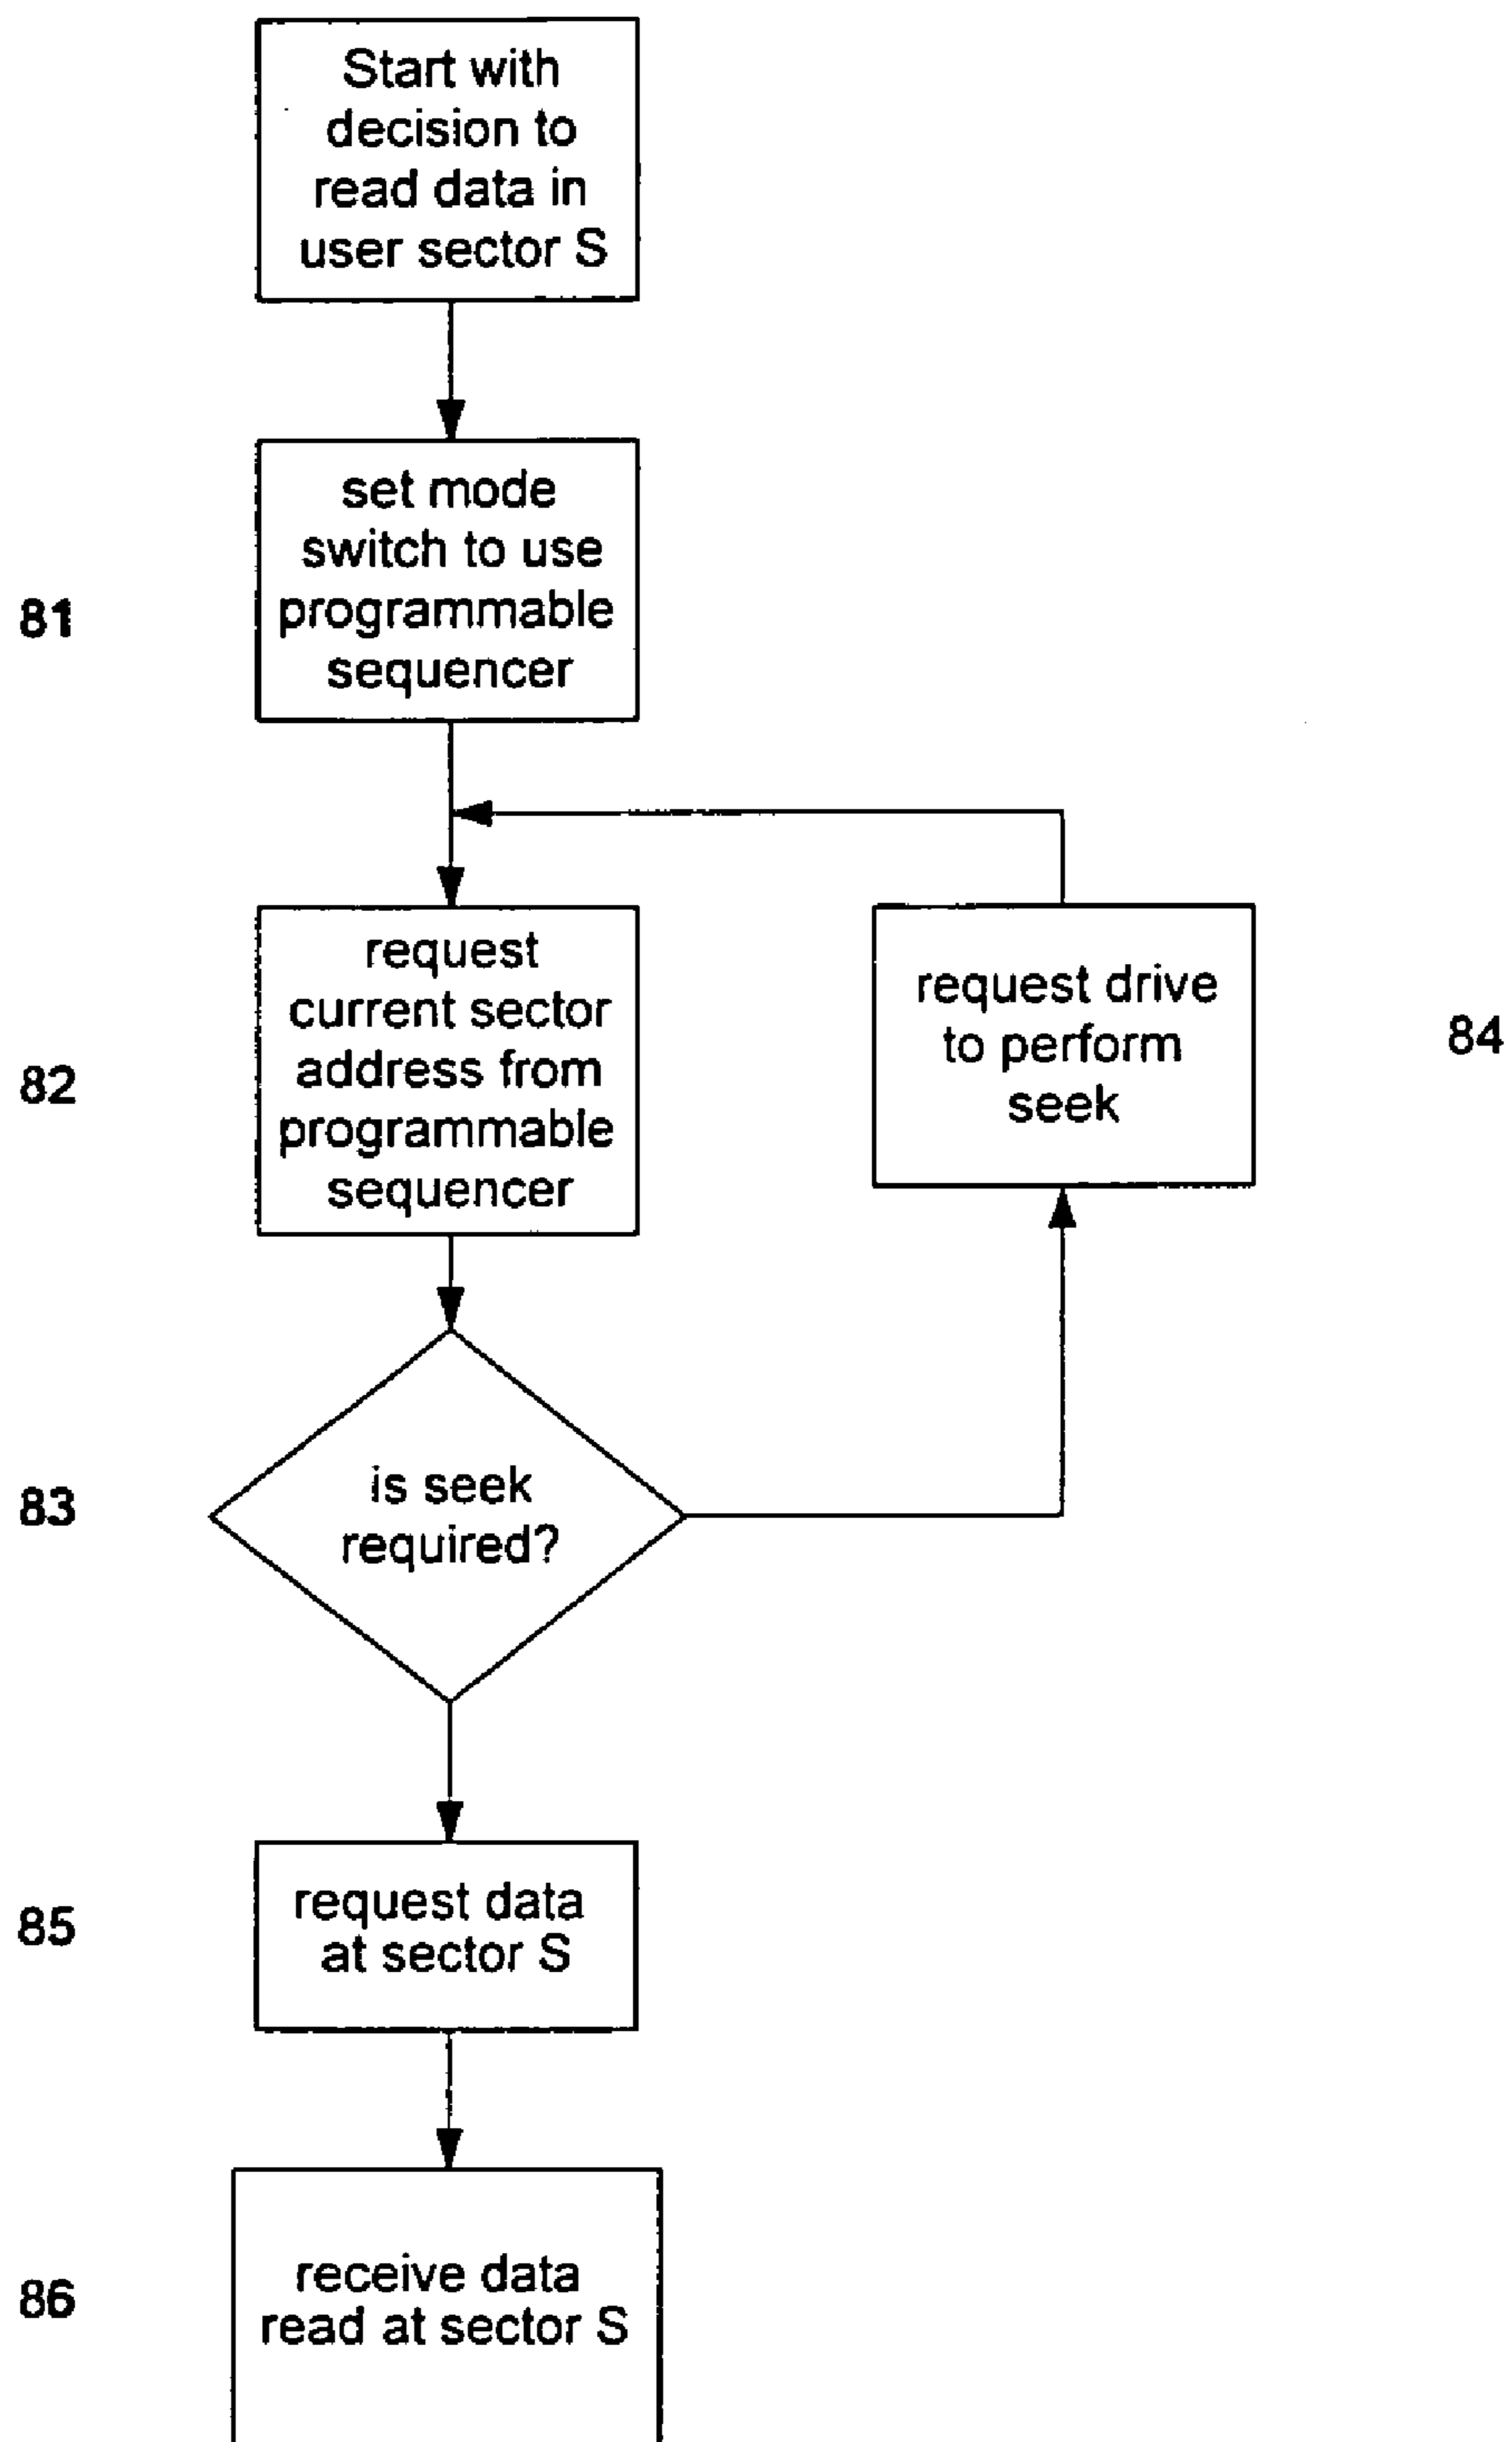 Start with
decision to
read data in
user sector S
81
set mode
switch to use
programmable
sequencer
82
request
current sector
address from
programmable
sequencer
request drive
to perform
seek
84
83
is seek
required?
85
request data
at sector S
86
receive data
read at sector S